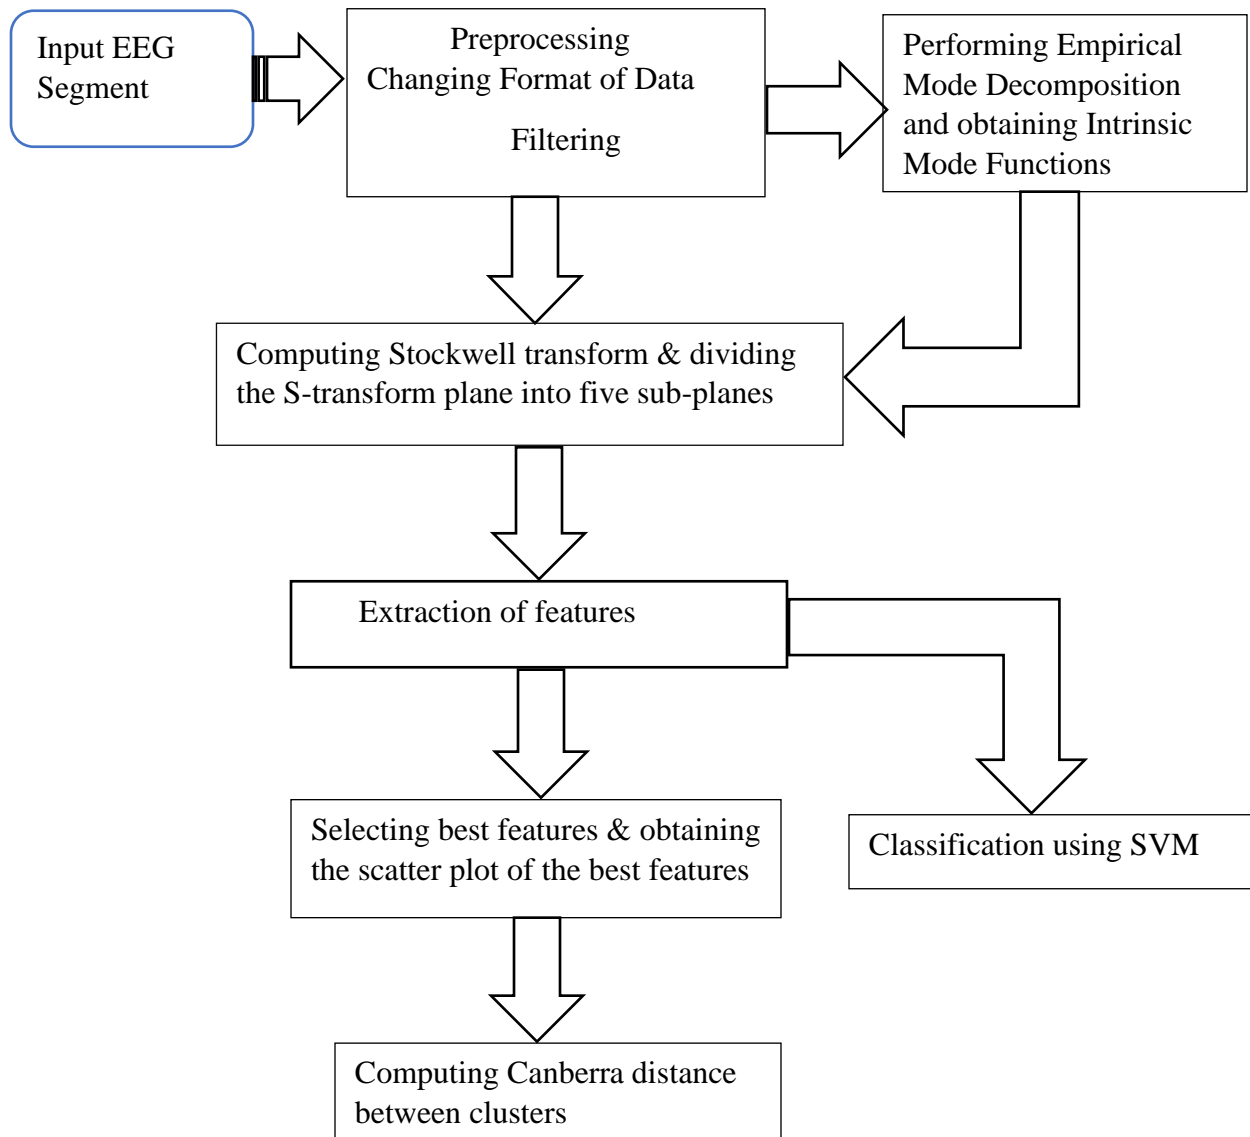 Input EEG
Segment
Preprocessing
Changing Format of Data
Filtering
Performing Empirical
Mode Decomposition
and obtaining Intrinsic
Mode Functions
Computing Stockwell transform & dividing
the S-transform plane into five sub-planes
Extraction of features
Selecting best features & obtaining
the scatter plot of the best features
Classification using SVM
Computing Canberra distance
between clusters